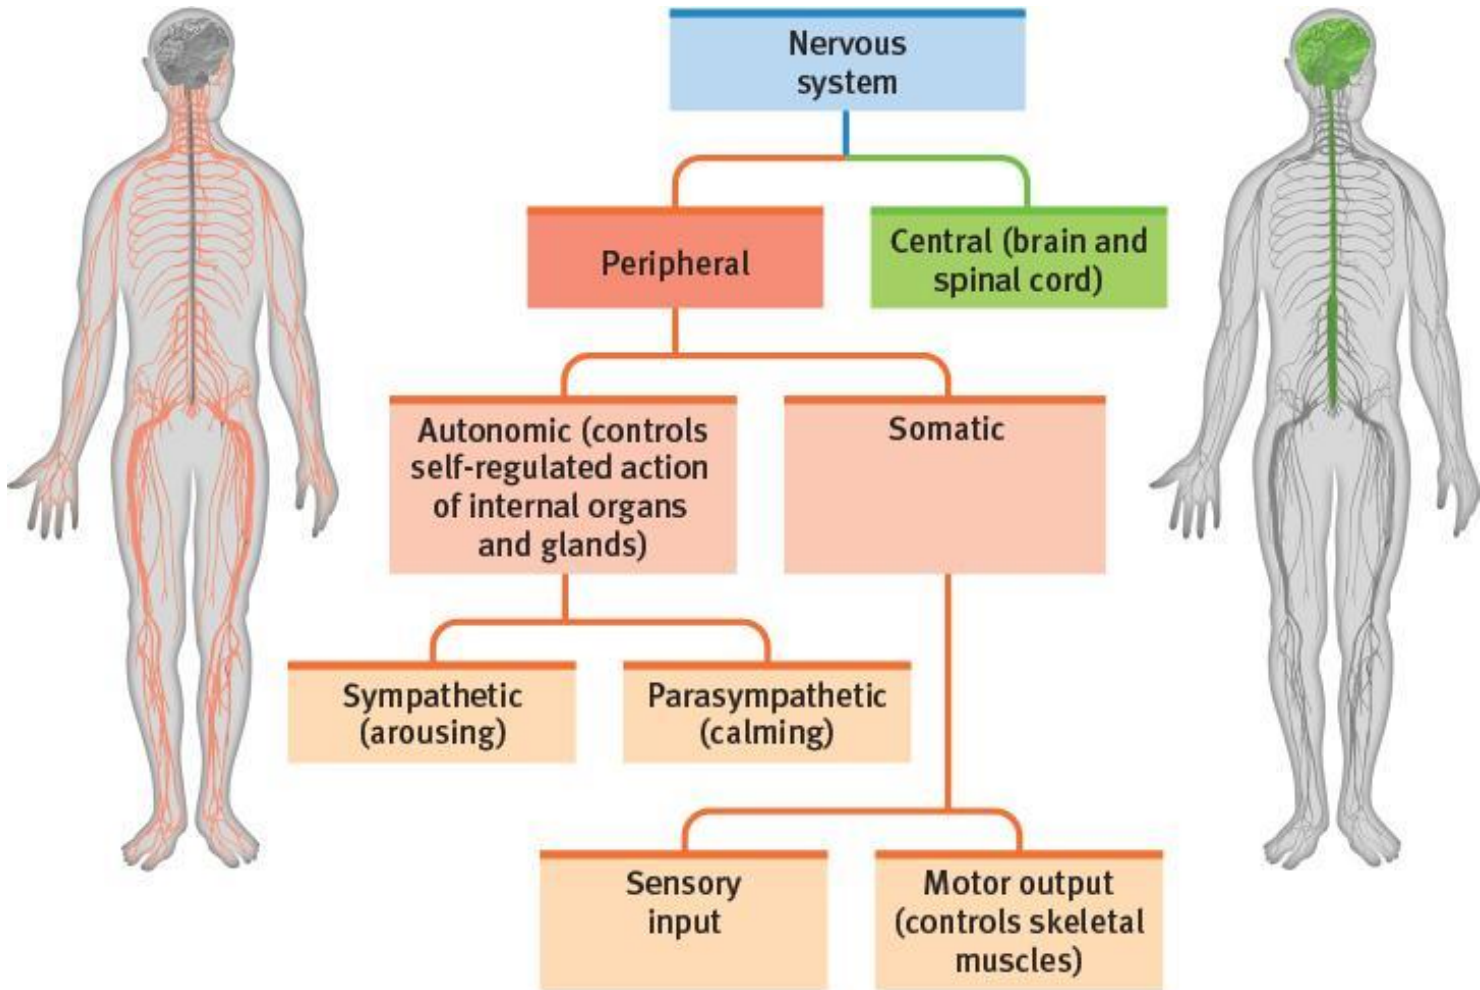 Nervous
system
Peripheral
Central (brain and
spinal cord)
Autonomic (controls
self-regulated action
of internal organs
and glands)
Somatic
Sympathetic
(arousing)
Parasympathetic
(calming)
Sensory
input
Motor output
(controls skeletal
muscles)